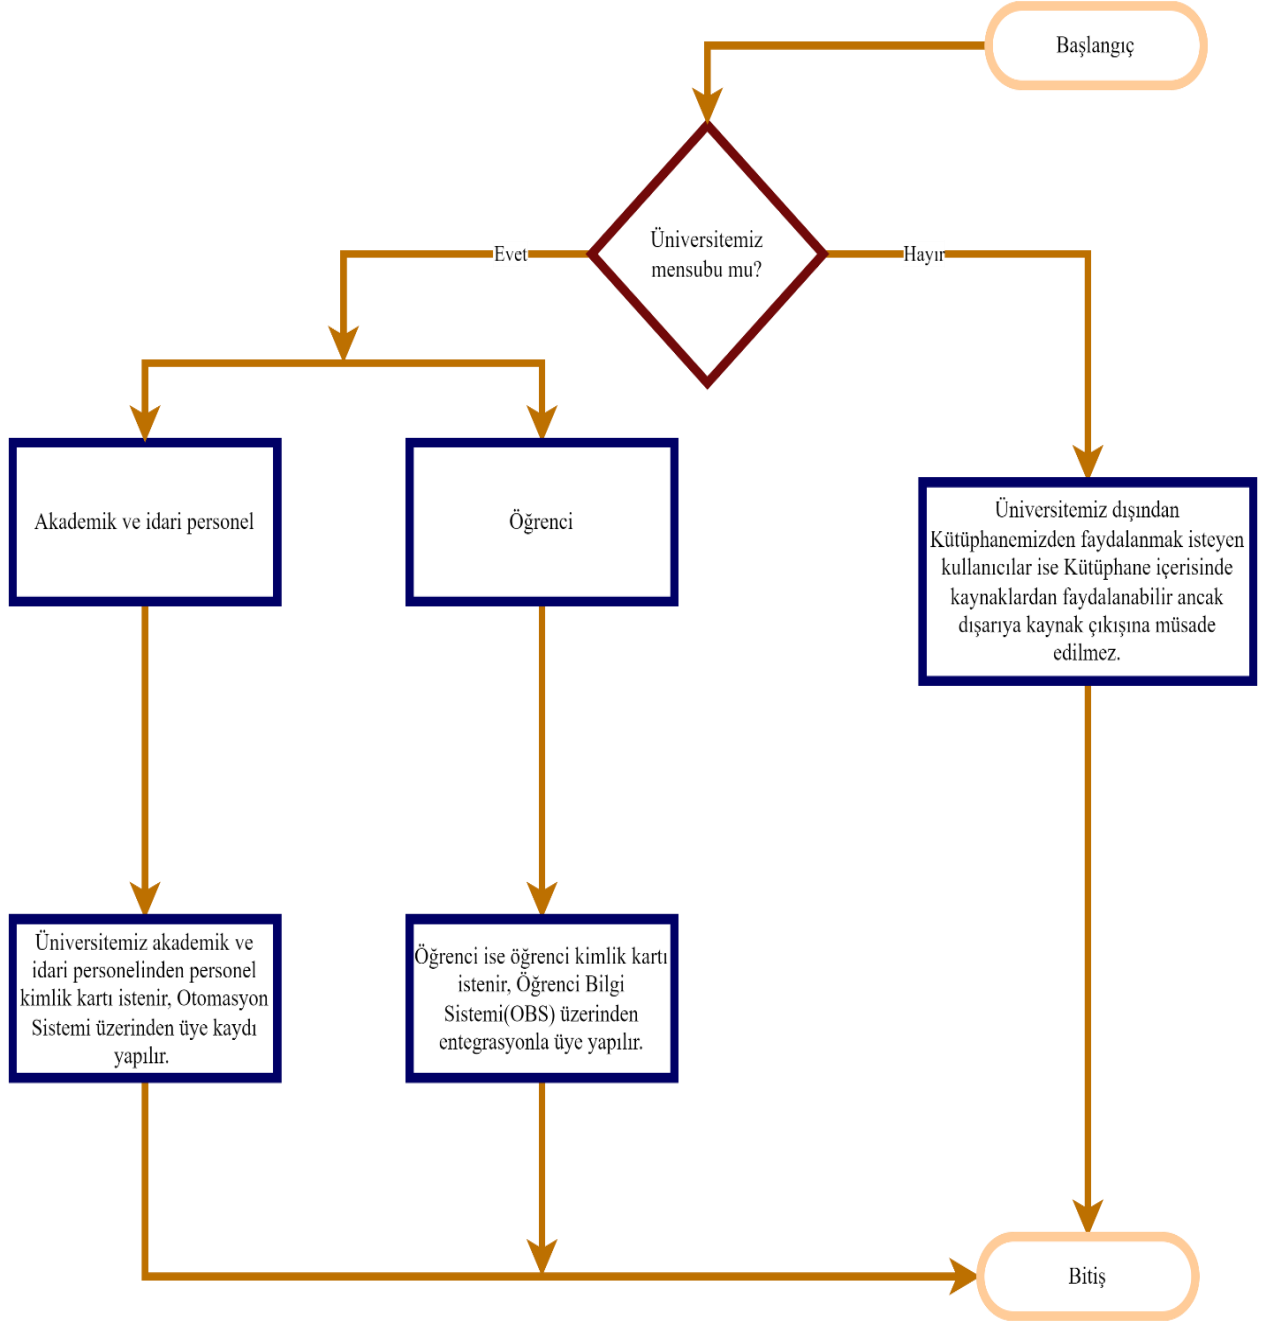 Başlangıç
Üniversitemiz
mensubu mu?
Evet
Hayır
Akademik ve idari personel
Öğrenci
Üniversitemiz dışından
Kütüphanemizden faydalanmak isteyen
kullanıcılar ise Kütüphane içerisinde
kaynaklardan faydalanabilir ancak
dışarıya kaynak çıkışına müsade
edilmez.
Üniversitemiz akademik ve
idari personelinden personel
kimlik kartı istenir, Otomasyon
Sistemi üzerinden üye kaydı
yapılır.
Öğrenci ise öğrenci kimlik kartı
istenir, Öğrenci Bilgi
Sistemi(OBS) üzerinden
entegrasyonla üye yapılır.
Bitiş